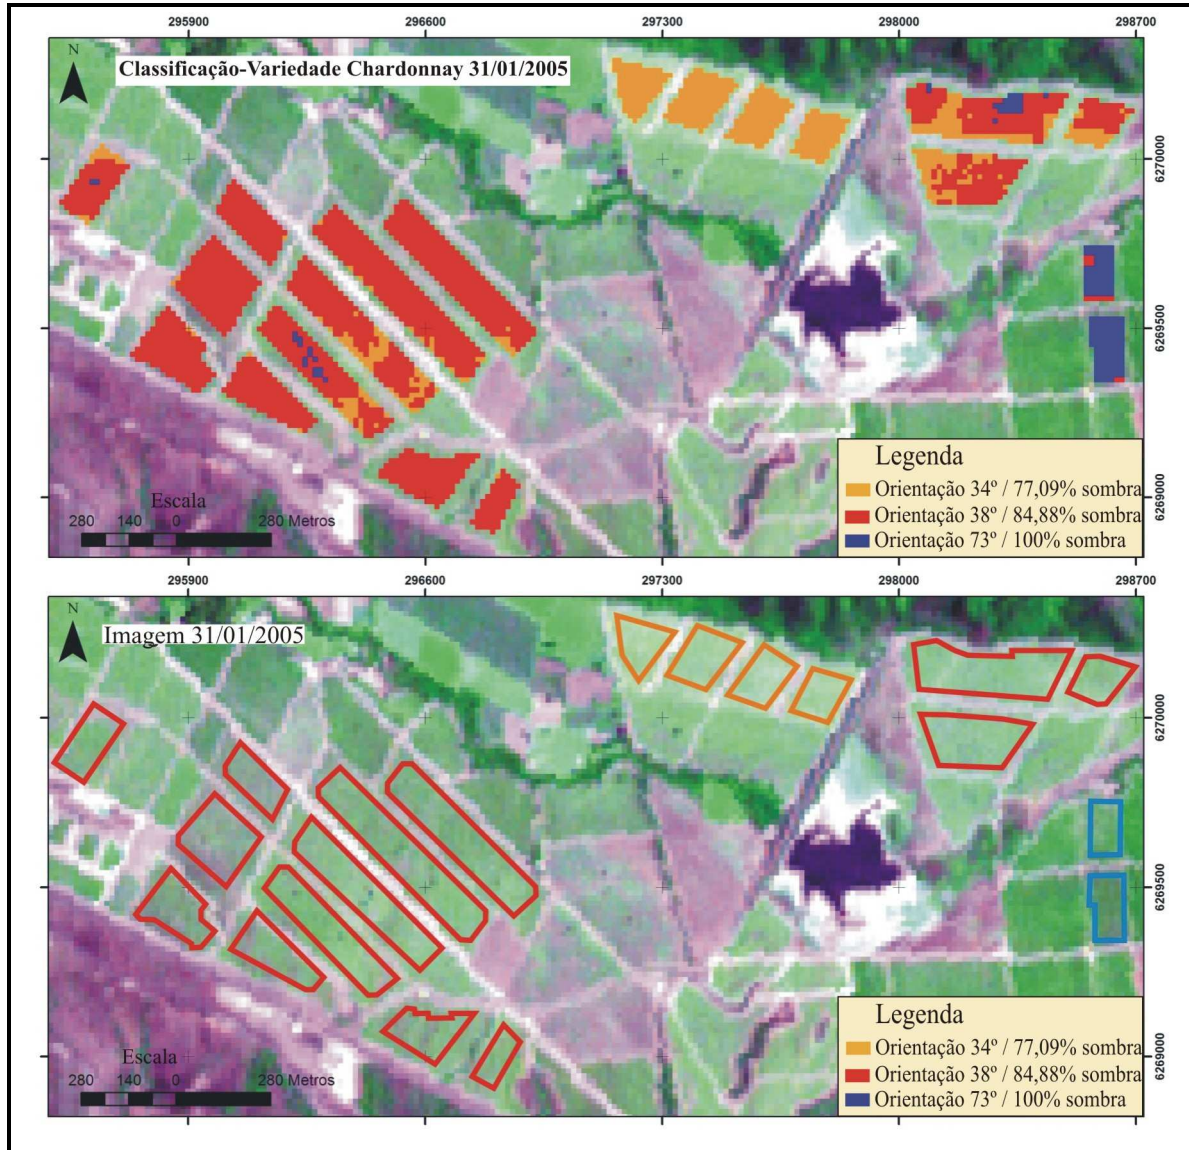 295900 296600 297300 298000 298700
N
Classificação-Variedade Chardonnay 31/01/2005
6270000
6269500
6269000
Legenda
Orientação 34º / 77,09% sombra
Orientação 38º / 84,88% sombra
Orientação 73º / 100% sombra
Escala
280 140 0 280 Metros
295900 296600 297300 298000 298700
N
Imagem 31/01/2005
6270000
6269500
6269000
Legenda
Orientação 34º / 77,09% sombra
Orientação 38º / 84,88% sombra
Orientação 73º / 100% sombra
Escala
280 140 0 280 Metros